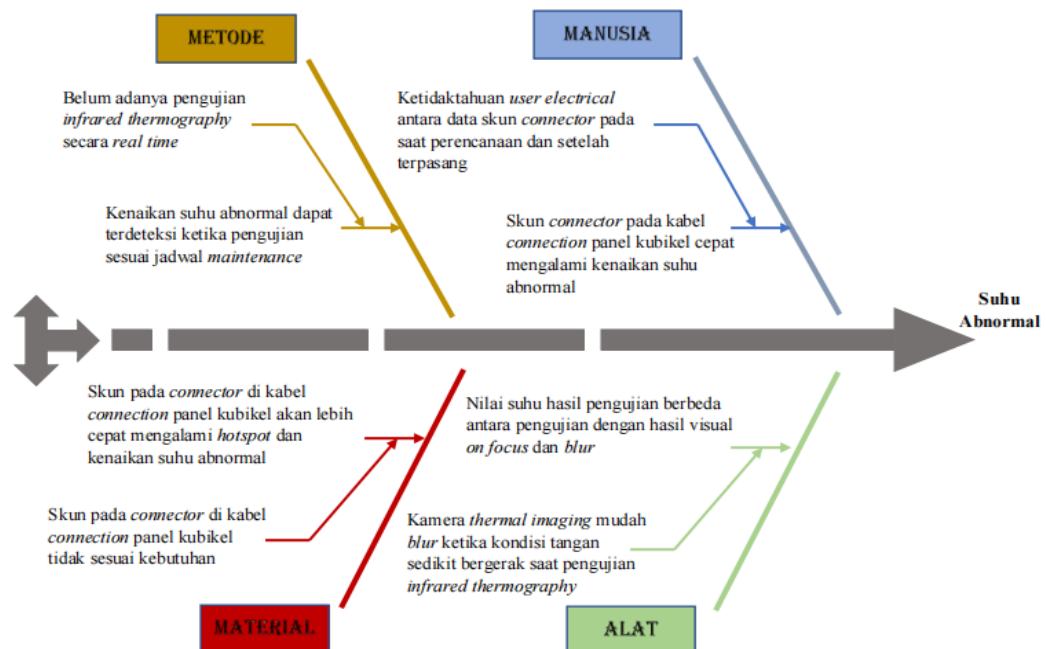 METODE
MANUSIA
Belum adanya pengujian
infrared thermography
secara real time
Ketidaktahuan user electrical
antara data skun connector pada
saat perencanaan dan setelah
terpasang
Kenaikan suhu abnormal dapat
terdeteksi ketika pengujian
sesuai jadwal maintenance
Skun connector pada kabel
connection panel kubikel cepat
mengalami kenaikan suhu
abnormal
Suhu
Abnormal
Skun pada connector di kabel
connection panel kubikel akan lebih
cepat mengalami hotspot dan
kenaikan suhu abnormal
Nilai suhu hasil pengujian berbeda
antara pengujian dengan hasil visual
on focus dan blur
Skun pada connector di kabel
connection panel kubikel
tidak sesuai kebutuhan
Kamera thermal imaging mudah
blur ketika kondisi tangan
sedikit bergerak saat pengujian
infrared thermography
MATERIAL
ALAT